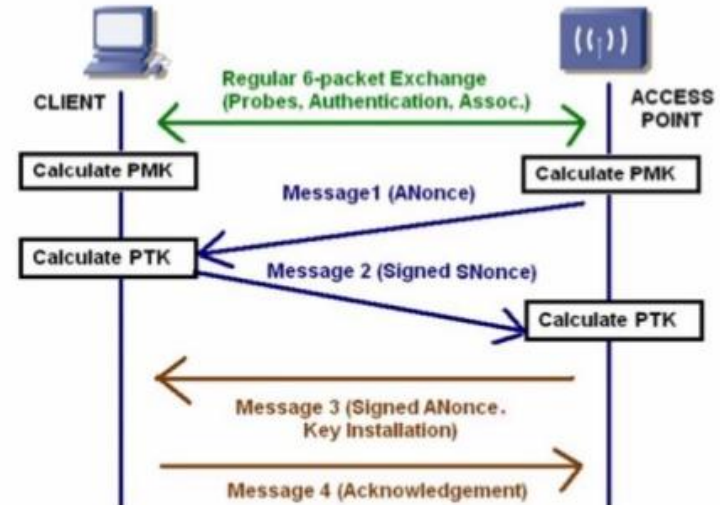 Regular 6-packet Exchange
(Probes, Authentication, Assoc.)
CLIENT
ACCESS
POINT
Calculate PMK
Calculate PMK
Message1 (ANonce)
Calculate PTK
Message 2 (Signed SNonce)
Calculate PTK
Message 3 (Signed ANonce.
Key Installation)
Message 4 (Acknowledgement)